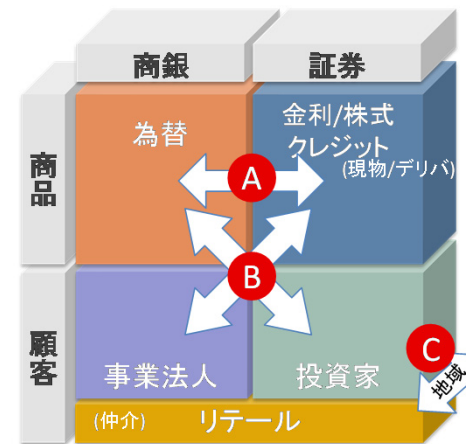 商銀
証券
商品
為替
金利/株式
クレジット
(現物/デリバ)
A
B
顧客
事業法人
投資家
C
地域
(仲介) リテール